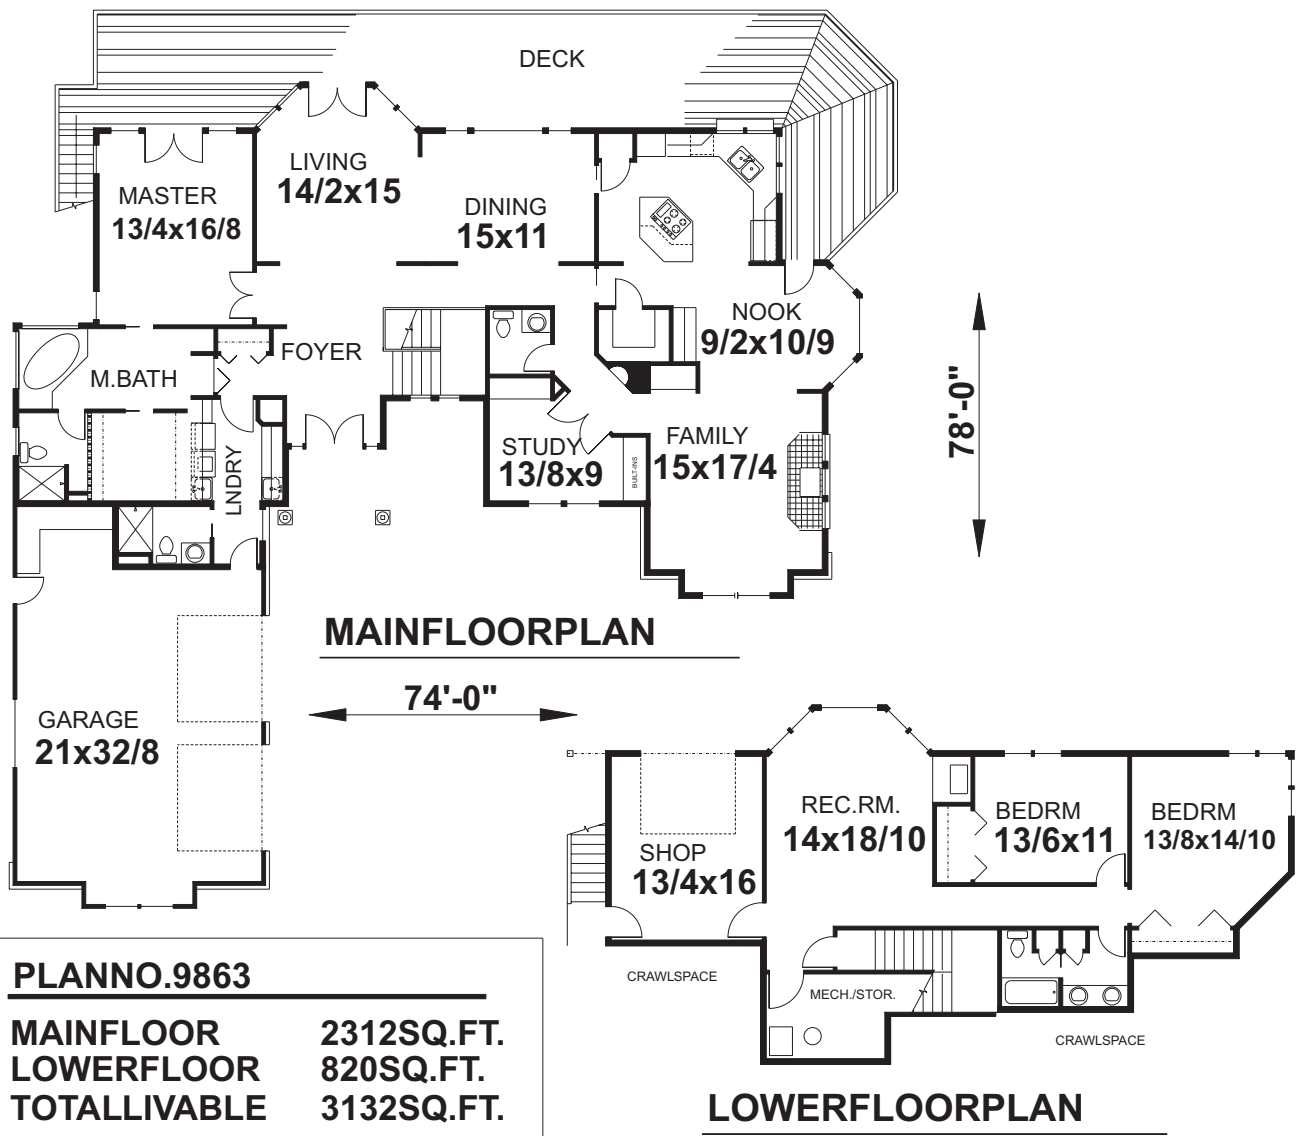 DECK
LIVING
14/2x15
MASTER
13/4x16/8
DINING
15x11
NOOK
9/2x10/9
FOYER
M.BATH
78'-0"
FAMILY
15x17/4
STUDY
13/8x9
BUILT-INS
LNDRY
MAINFLOORPLAN
74'-0"
GARAGE
21x32/8
REC.RM.
14x18/10
BEDRM
13/6x11
BEDRM
13/8x14/10
SHOP
13/4x16
CRAWLSPACE
MECH./STOR.
CRAWLSPACE
PLANNO.9863
MAINFLOOR 2312SQ.FT.
LOWERFLOOR 820SQ.FT.
TOTALLIVABLE 3132SQ.FT.
LOWERFLOORPLAN